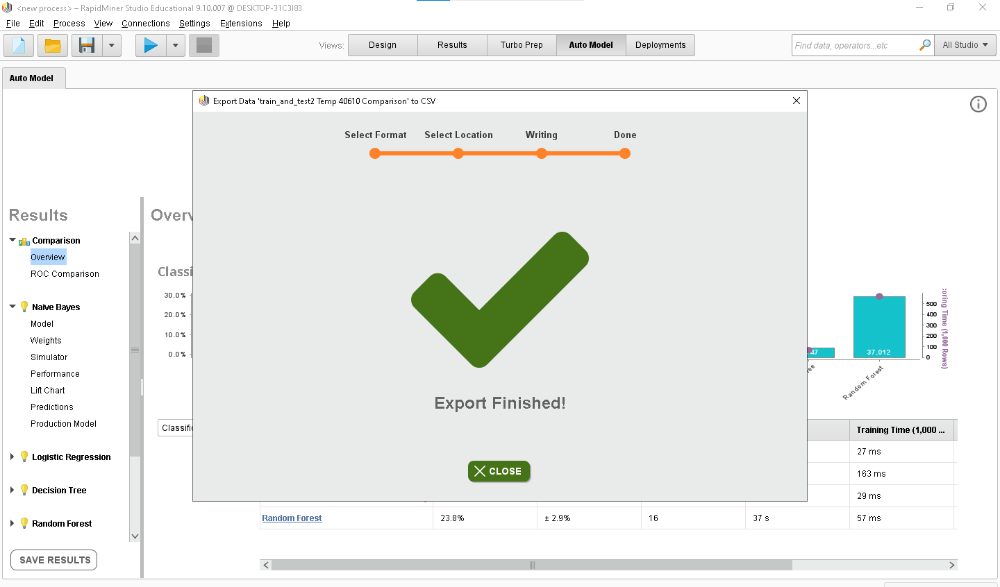 <new process> – RapidMiner Studio Educational 9.10.007 @ DESKTOP-31C3I83
File Edit Process View Connections Settings Extensions Help
Views: Design Results Turbo Prep Auto Model Deployments
Find data, operators...etc
All Studio
Auto Model
Export Data 'train_and_test2 Temp 40610 Comparison' to CSV
Select Format Select Location Writing Done
Export Finished!
CLOSE
Results
Comparison
Overview
ROC Comparison
Naive Bayes
Model
Weights
Simulator
Performance
Lift Chart
Predictions
Production Model
Logistic Regression
Decision Tree
Random Forest
SAVE RESULTS
Overv
Classi
30.0%
20.0%
10.0%
0.0%
Classific
47
37,012
Random Forest
500
400
300
200
100
0
oring Time (1,000 Rows)
Training Time (1,000 ...
27 ms
163 ms
29 ms
Random Forest 23.8% ± 2.9% 16 37 s 57 ms